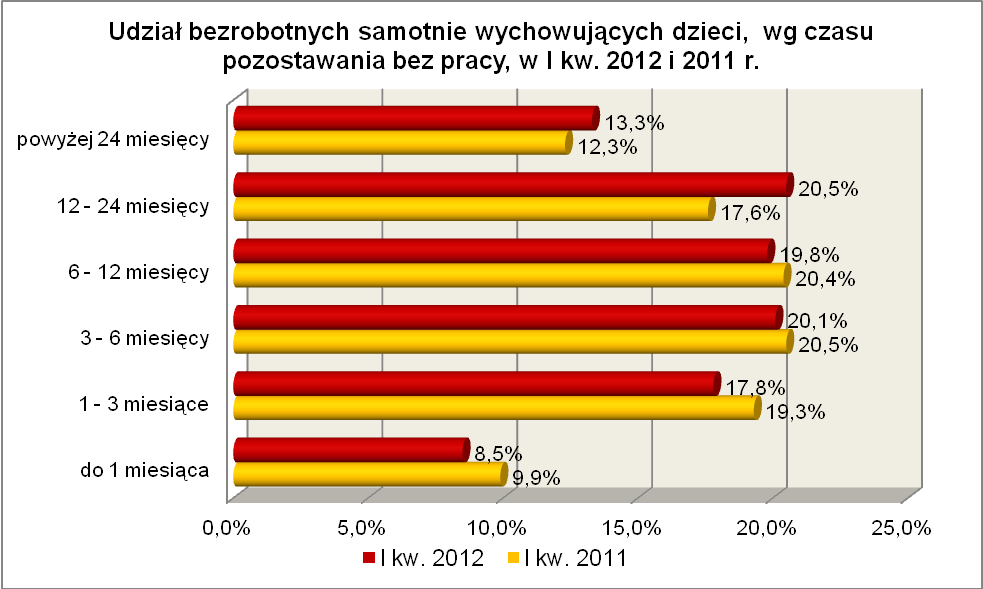 Udział bezrobotnych samotnie wychowujących dzieci, wg czasu
pozostawania bez pracy, w I kw. 2012 i 2011 r.
powyżej 24 miesięcy
13,3%
12,3%
12 - 24 miesięcy
20,5%
17,6%
6 - 12 miesięcy
19,8%
20,4%
3 - 6 miesięcy
20,1%
20,5%
1 - 3 miesiące
17,8%
19,3%
do 1 miesiąca
8,5%
9,9%
0,0% 5,0% 10,0% 15,0% 20,0% 25,0%
I kw. 2012 I kw. 2011